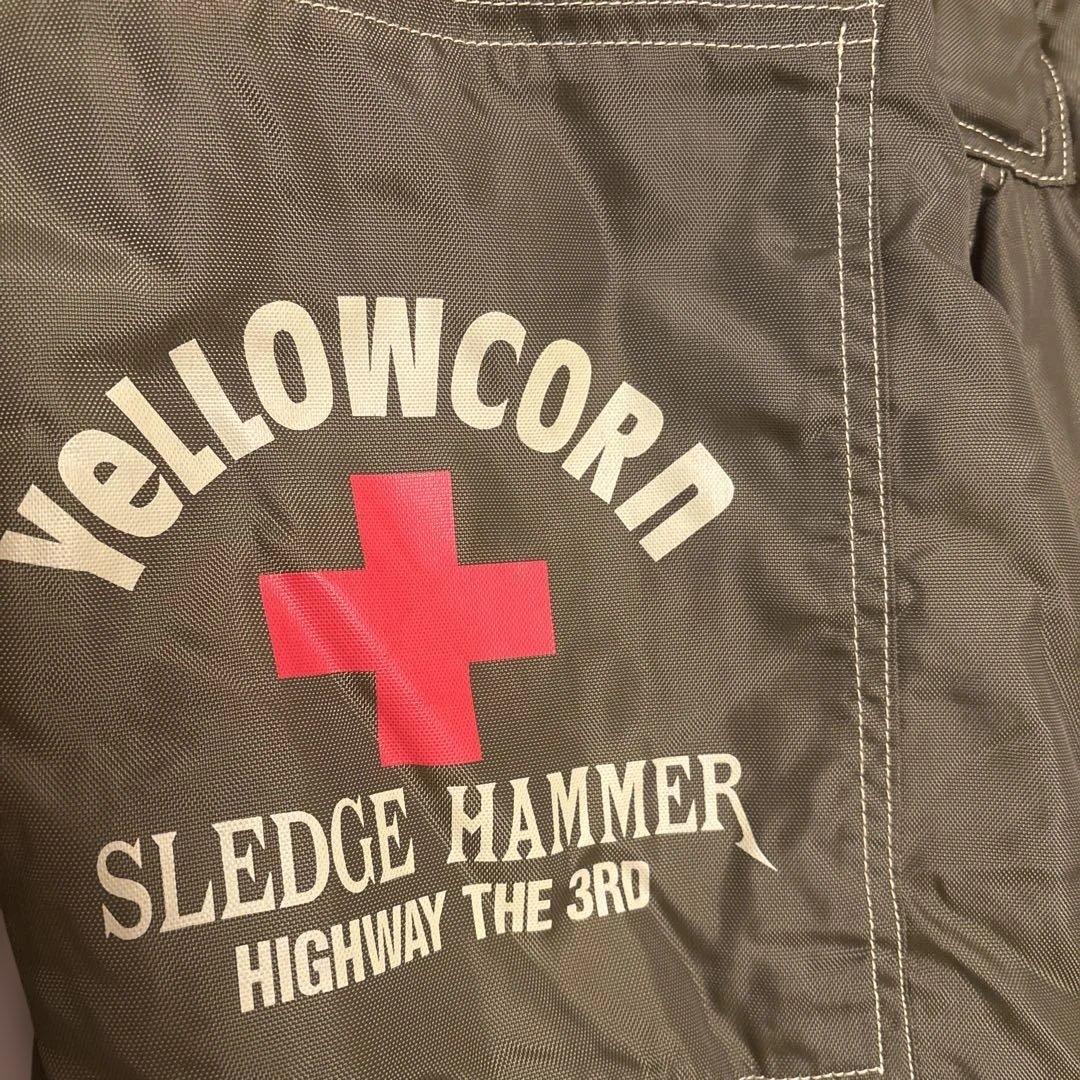 YeLLOWCORN
SLEDGE HAMMER
HIGHWAY THE 3RD